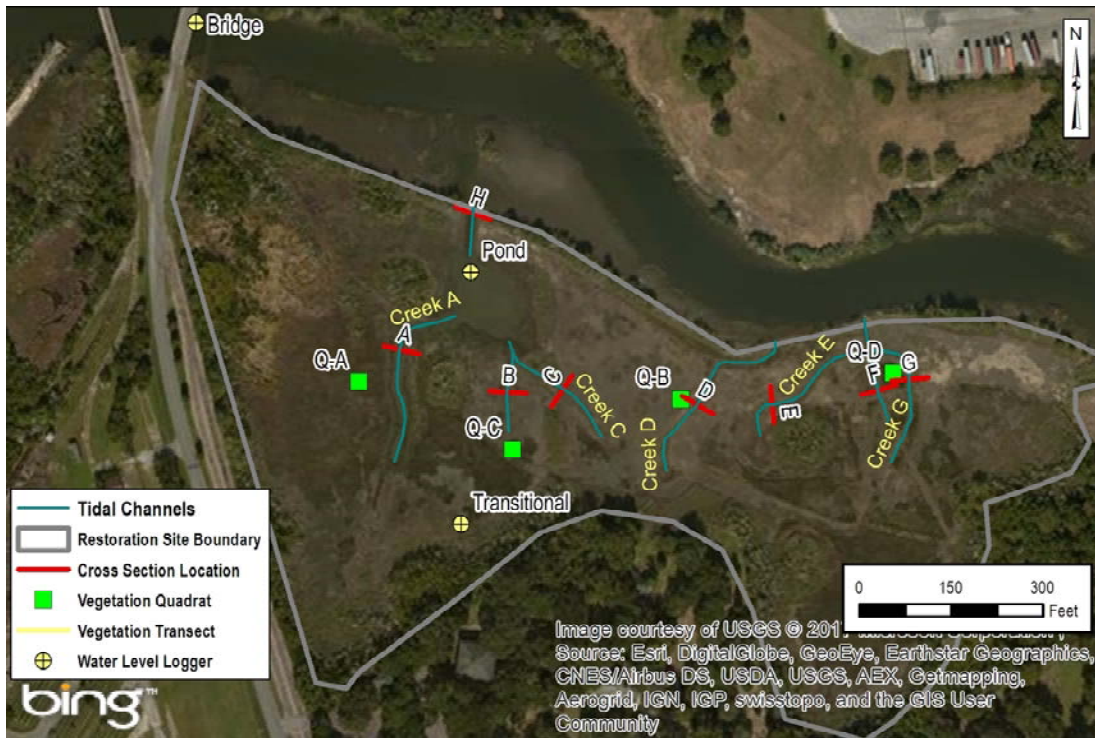 Bridge
N
H
Pond
Creek A
A
Q-A
B
C
Creek C
Q-B
D
Creek E
Q-D
G
F
E
Q-C
Creek D
Creek G
Transitional
Tidal Channels
Restoration Site Boundary
Cross Section Location
Vegetation Quadrat
Vegetation Transect
Water Level Logger
0 150 300
Feet
Image courtesy of USGS © Microsoft Corporation
Source: Esri, DigitalGlobe, GeoEye, Earthstar Geographics,
CNES/Airbus DS, USDA, USGS, AEX, Getmapping,
Aerogrid, IGN, IGP, swisstopo, and the GIS User
Community
bing™